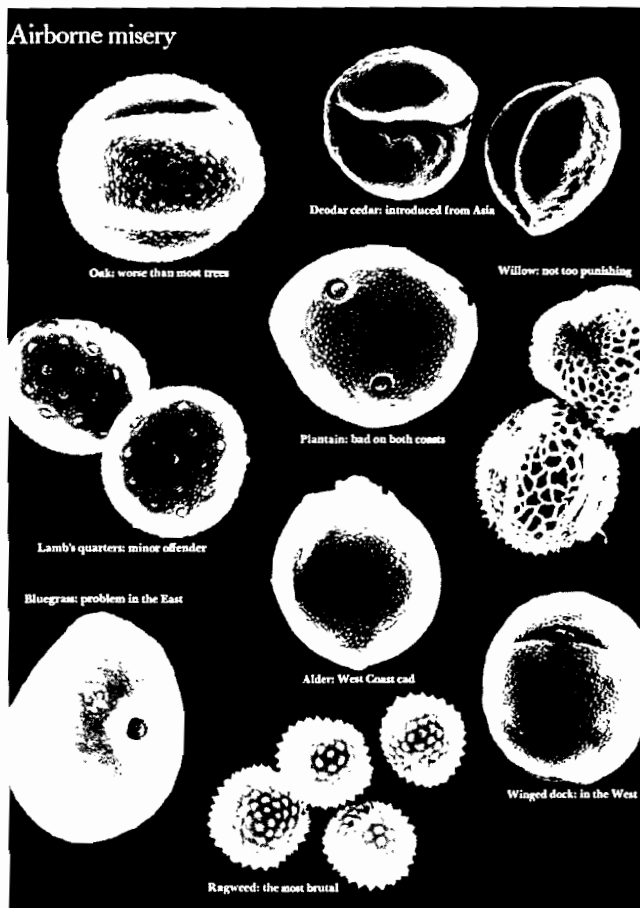 Airborne misery
Deodar cedar: introduced from Asia
Oak: worse than most trees
Willow: not too punishing
Plantain: bad on both coasts
Lamb's quarters: minor offender
Bluegrass: problem in the East
Alder: West Coast cad
Winged dock: in the West
Ragweed: the most brutal